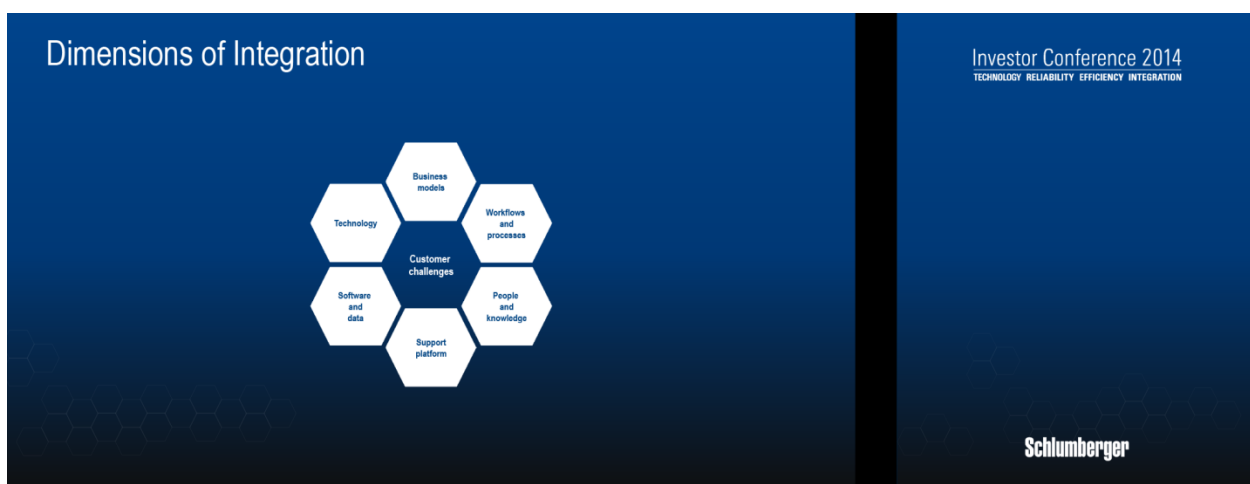 Dimensions of Integration
Investor Conference 2014
TECHNOLOGY RELIABILITY EFFICIENCY INTEGRATION
Business
models
Technology
Workflows
and
processes
Customer
challenges
Software
and
data
People
and
knowledge
Support
platform
Schlumberger